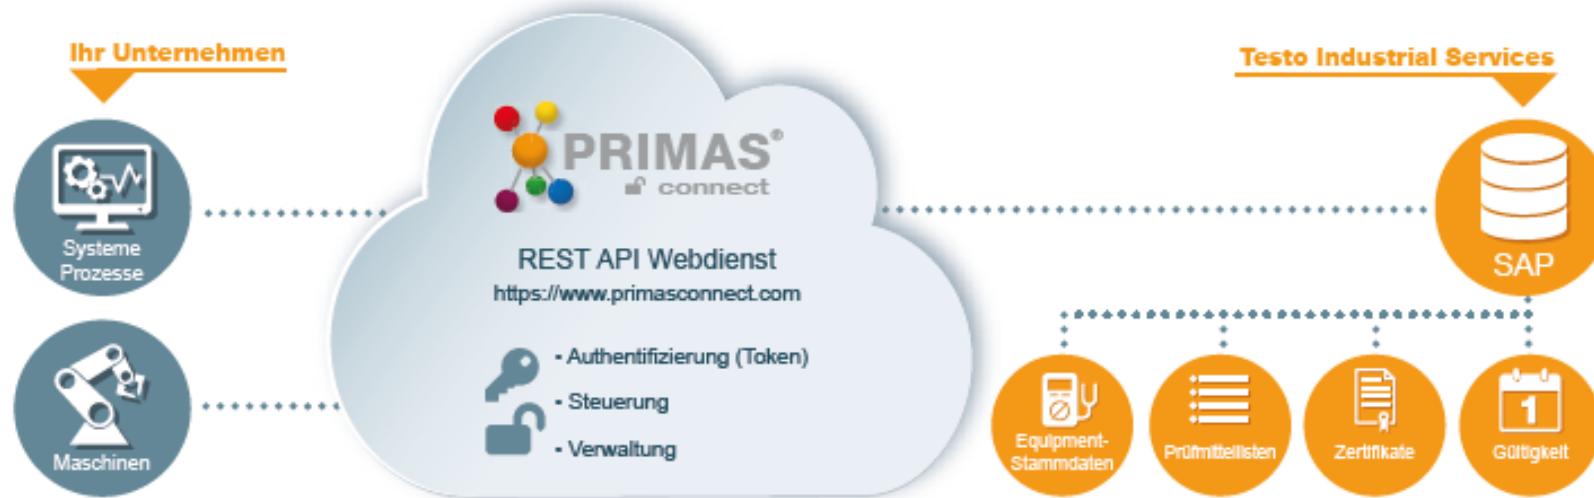 Ihr Unternehmen
Systeme
Prozesse
Maschinen
PRIMAS®
connect
REST API Webdienst
https://www.primasconnect.com
- Authentifizierung (Token)
- Steuerung
- Verwaltung
Testo Industrial Services
SAP
Equipment-
Stammdaten
Prüfmittellisten
Zertifikate
1
Gültigkeit